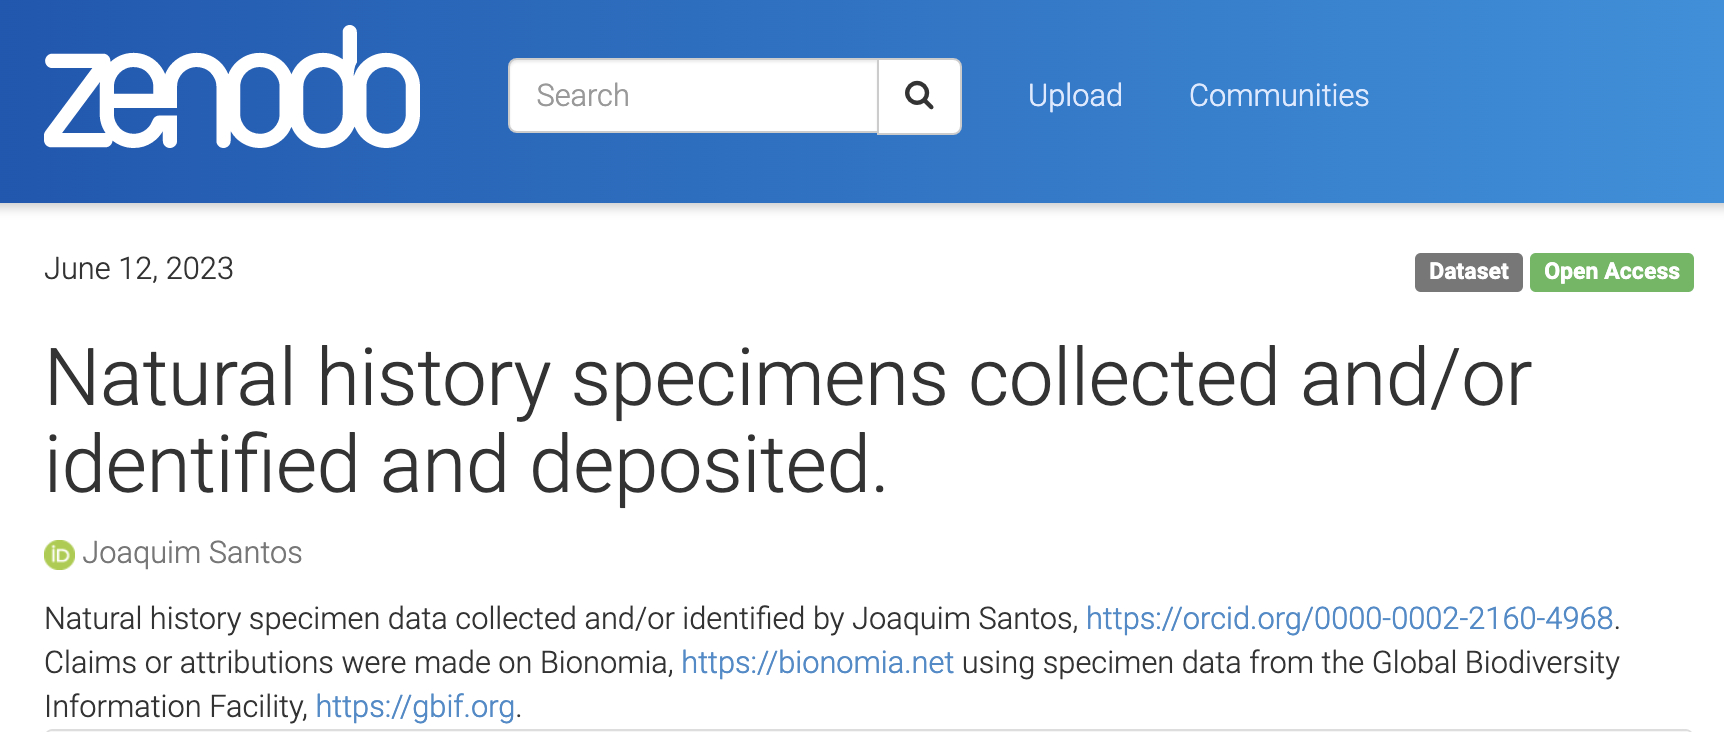 zenodo
Search
Upload
Communities
June 12, 2023
Dataset
Open Access
Natural history specimens collected and/or
identified and deposited.
iD Joaquim Santos
Natural history specimen data collected and/or identified by Joaquim Santos, https://orcid.org/0000-0002-2160-4968.
Claims or attributions were made on Bionomia, https://bionomia.net using specimen data from the Global Biodiversity
Information Facility, https://gbif.org.